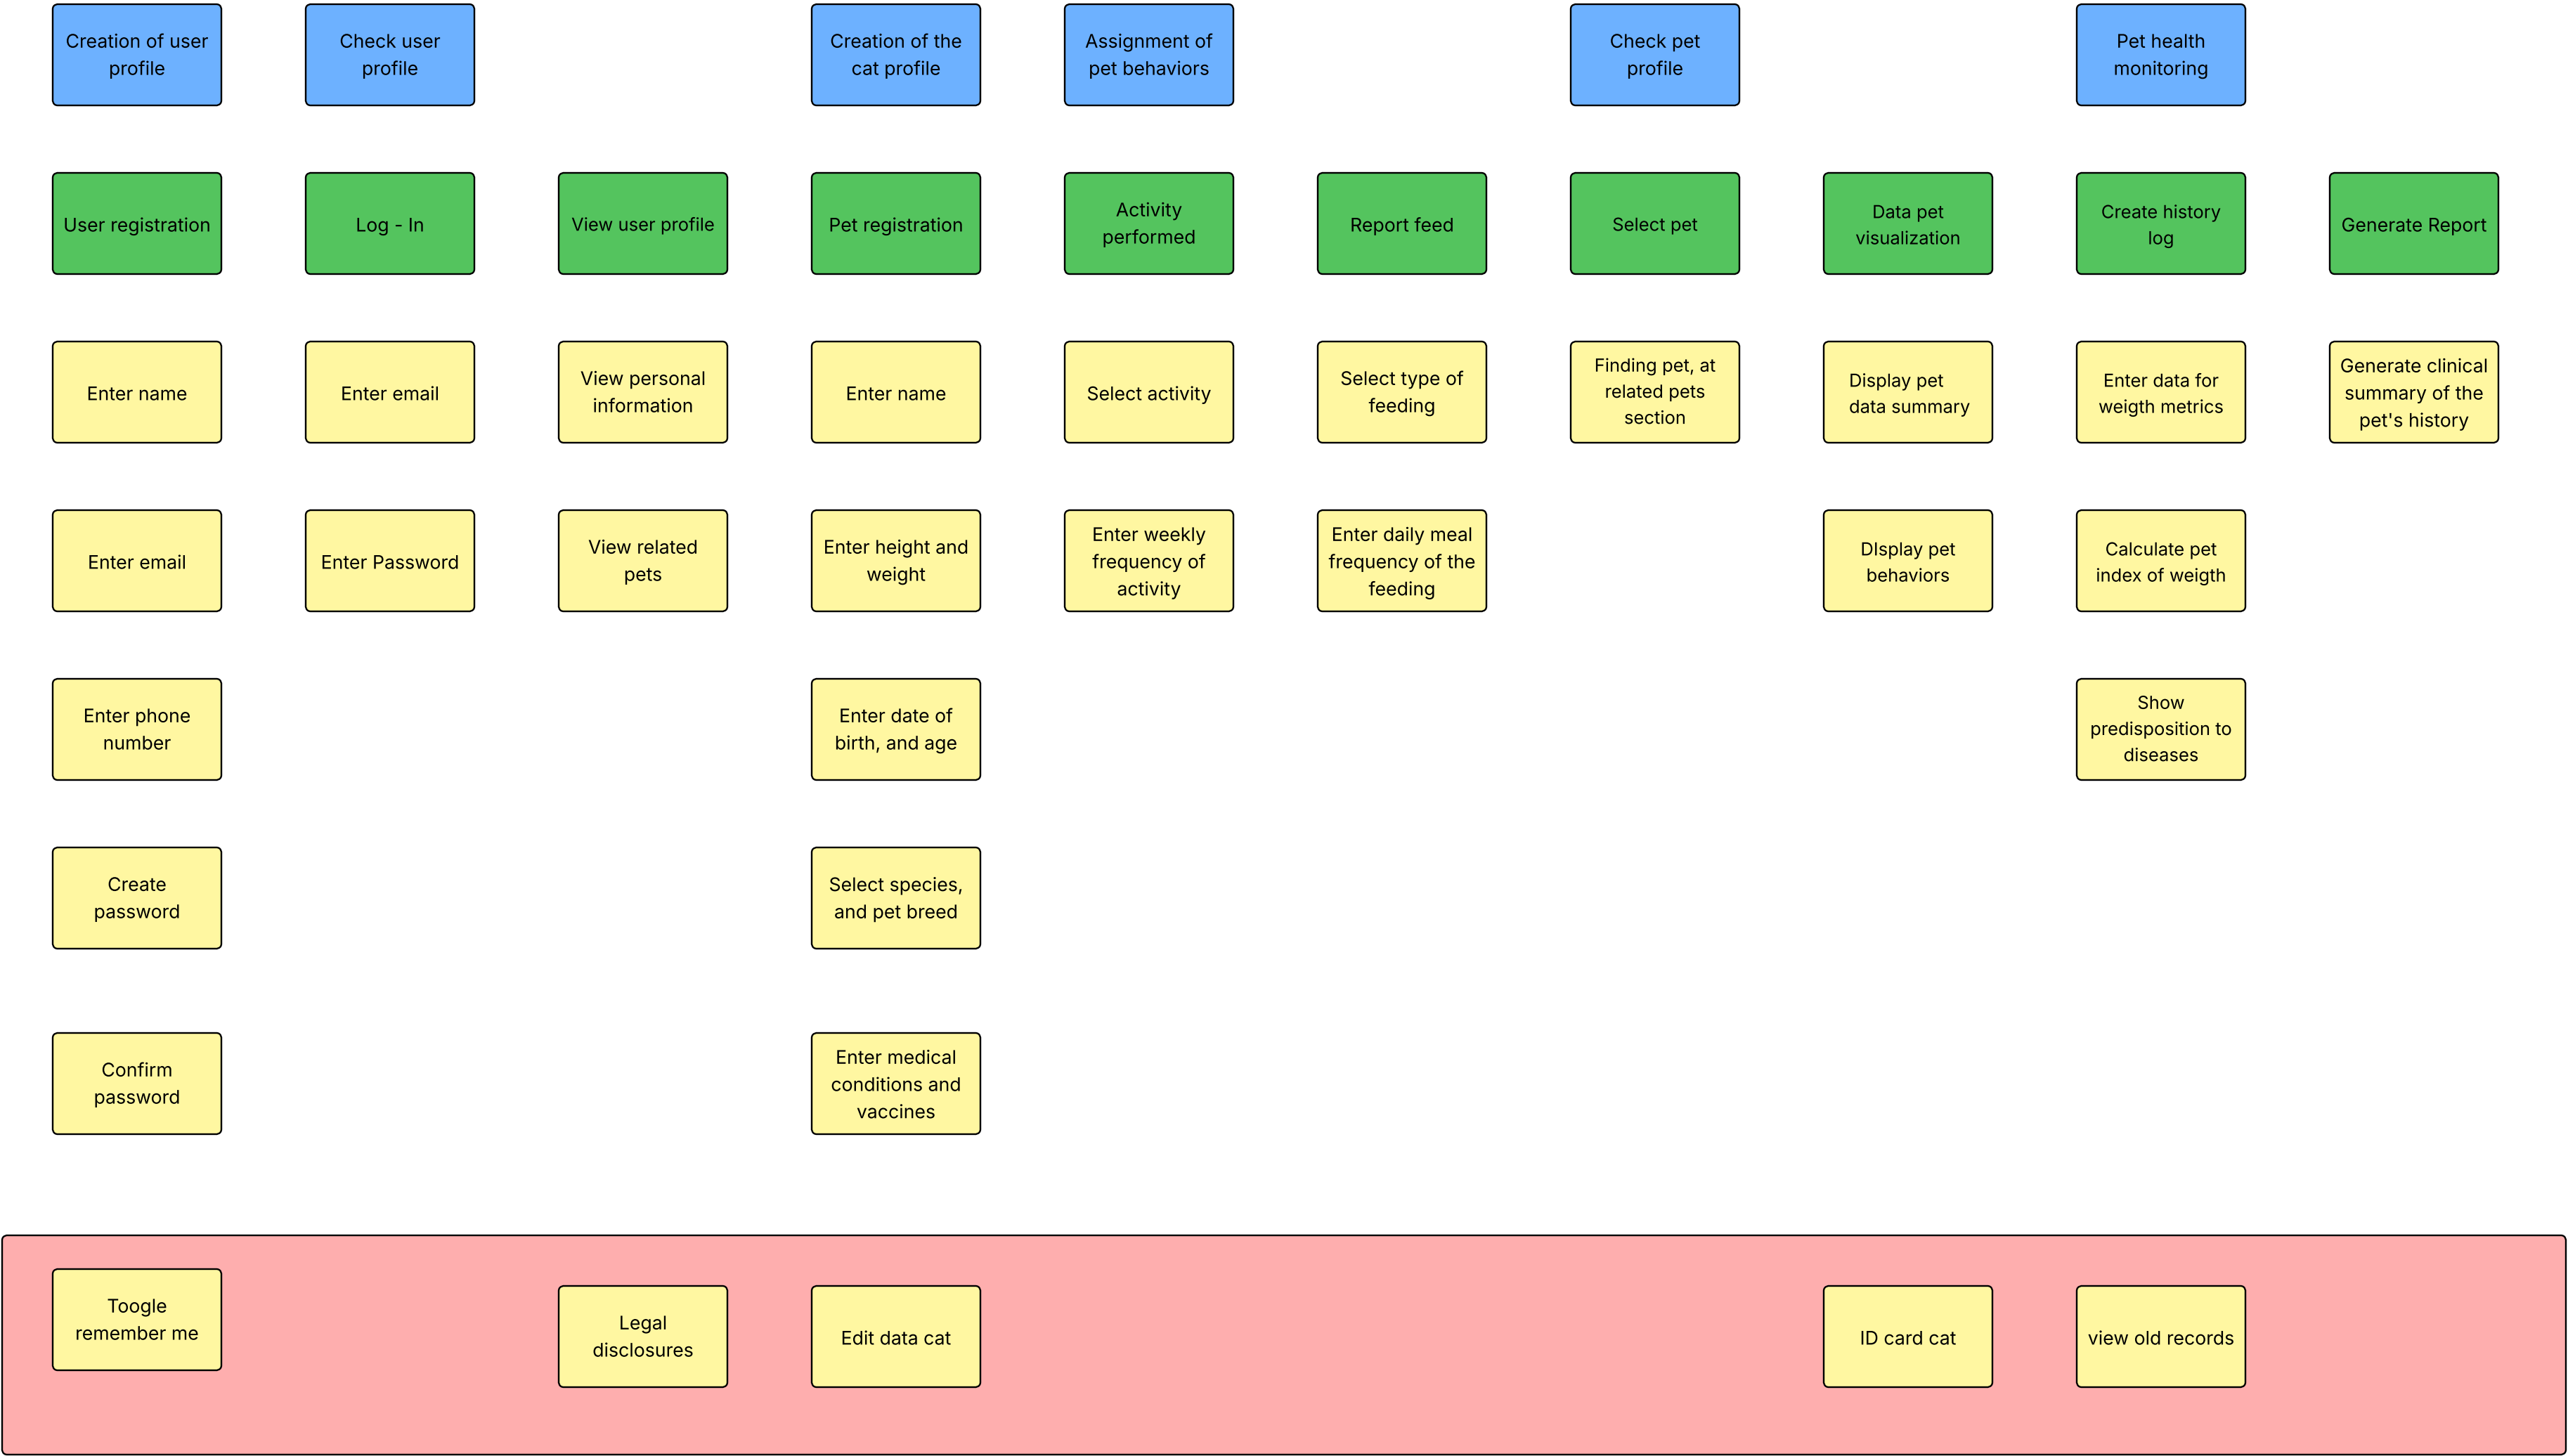 Creation of user
profile
Check user
profile
Creation of the
cat profile
Assignment of
pet behaviors
Check pet
profile
Pet health
monitoring
User registration
Log - In
View user profile
Pet registration
Activity
performed
Report feed
Select pet
Data pet
visualization
Create history
log
Generate Report
Enter name
Enter email
View personal
information
Enter name
Select activity
Select type of
feeding
Finding pet, at
related pets
section
Display pet
data summary
Enter data for
weigth metrics
Generate clinical
summary of the
pet's history
Enter email
Enter Password
View related
pets
Enter height and
weight
Enter weekly
frequency of
activity
Enter daily meal
frequency of the
feeding
DIsplay pet
behaviors
Calculate pet
index of weigth
Enter phone
number
Enter date of
birth, and age
Show
predisposition to
diseases
Create
password
Select species,
and pet breed
Confirm
password
Enter medical
conditions and
vaccines
Toogle
remember me
Legal
disclosures
Edit data cat
ID card cat
view old records